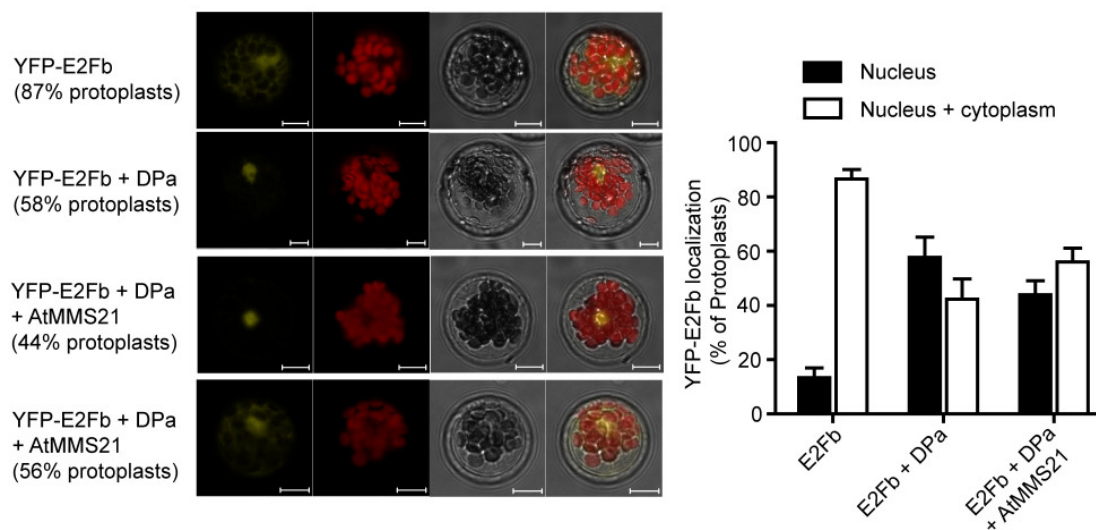 YFP-E2Fb
(87% protoplasts)
YFP-E2Fb + DPa
(58% protoplasts)
YFP-E2Fb + DPa
+ AtMMS21
(44% protoplasts)
YFP-E2Fb + DPa
+ AtMMS21
(56% protoplasts)
Nucleus
Nucleus + cytoplasm
YFP-E2Fb localization
(% of Protoplasts)
100
80
60
40
20
0
E2Fb
E2Fb + DPa
E2Fb + DPa
+ AtMMS21